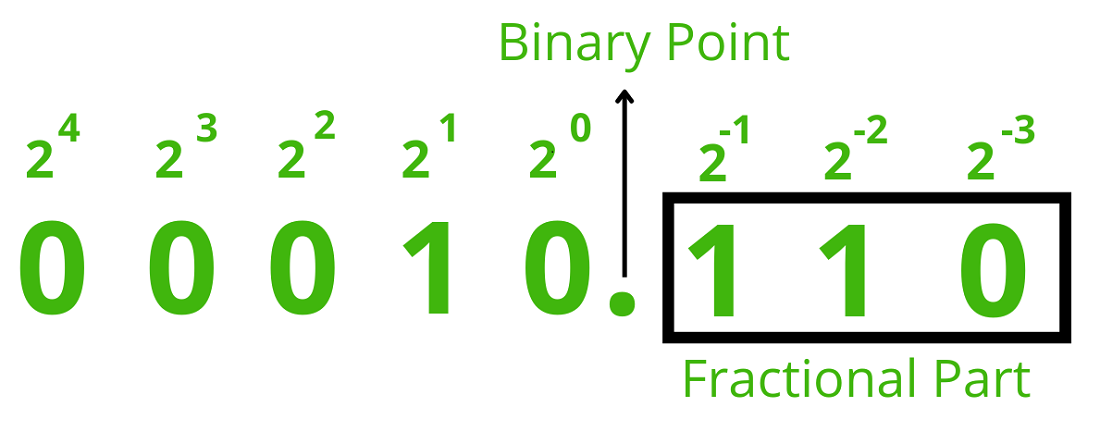 Binary Point
2^4 2^3 2^2 2^1 2^0 2^-1 2^-2 2^-3
0 0 0 1 0 . 1 1 0
Fractional Part